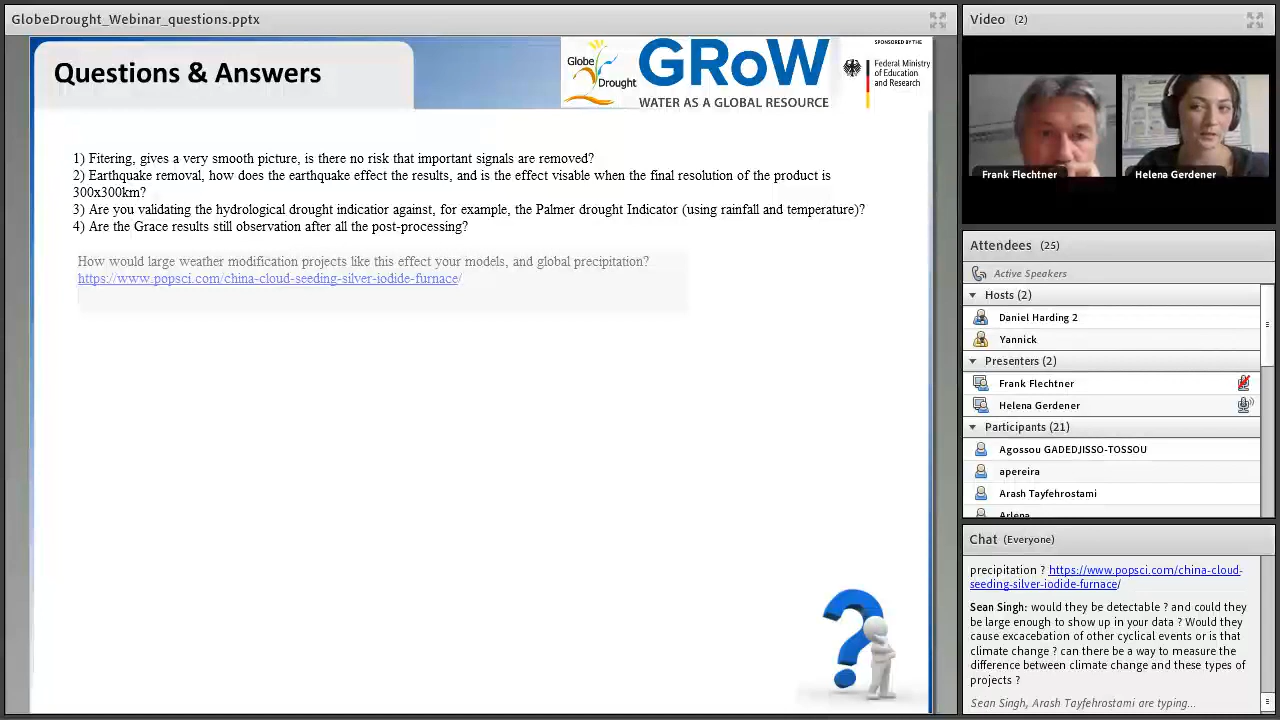 GlobeDrought_Webinar_questions.pptx
Questions & Answers
Globe
Drought
GRoW
WATER AS A GLOBAL RESOURCE
SPONSORED BY THE
Federal Ministry
of Education
and Research
1) Fitering, gives a very smooth picture, is there no risk that important signals are removed?
2) Earthquake removal, how does the earthquake effect the results, and is the effect visable when the final resolution of the product is
300x300km?
3) Are you validating the hydrological drought indicatior against, for example, the Palmer drought Indicator (using rainfall and temperature)?
4) Are the Grace results still observation after all the post-processing?
How would large weather modification projects like this effect your models, and global precipitation?
https://www.popsci.com/china-cloud-seeding-silver-iodide-furnace/
Video (2)
Frank Flechtner
Helena Gerdener
Attendees (25)
Active Speakers
Hosts (2)
Daniel Harding 2
Yannick
Presenters (2)
Frank Flechtner
Helena Gerdener
Participants (21)
Agossou GADEDJISSO-TOSSOU
apereira
Arash Tayfehrostami
Arlena
Chat (Everyone)
precipitation ? https://www.popsci.com/china-cloud-
seeding-silver-iodide-furnace/
Sean Singh: would they be detectable ? and could they
be large enough to show up in your data ? Would they
cause excacebation of other cyclical events or is that
climate change ? can there be a way to measure the
difference between climate change and these types of
projects ?
Sean Singh, Arash Tayfehrostami are typing...